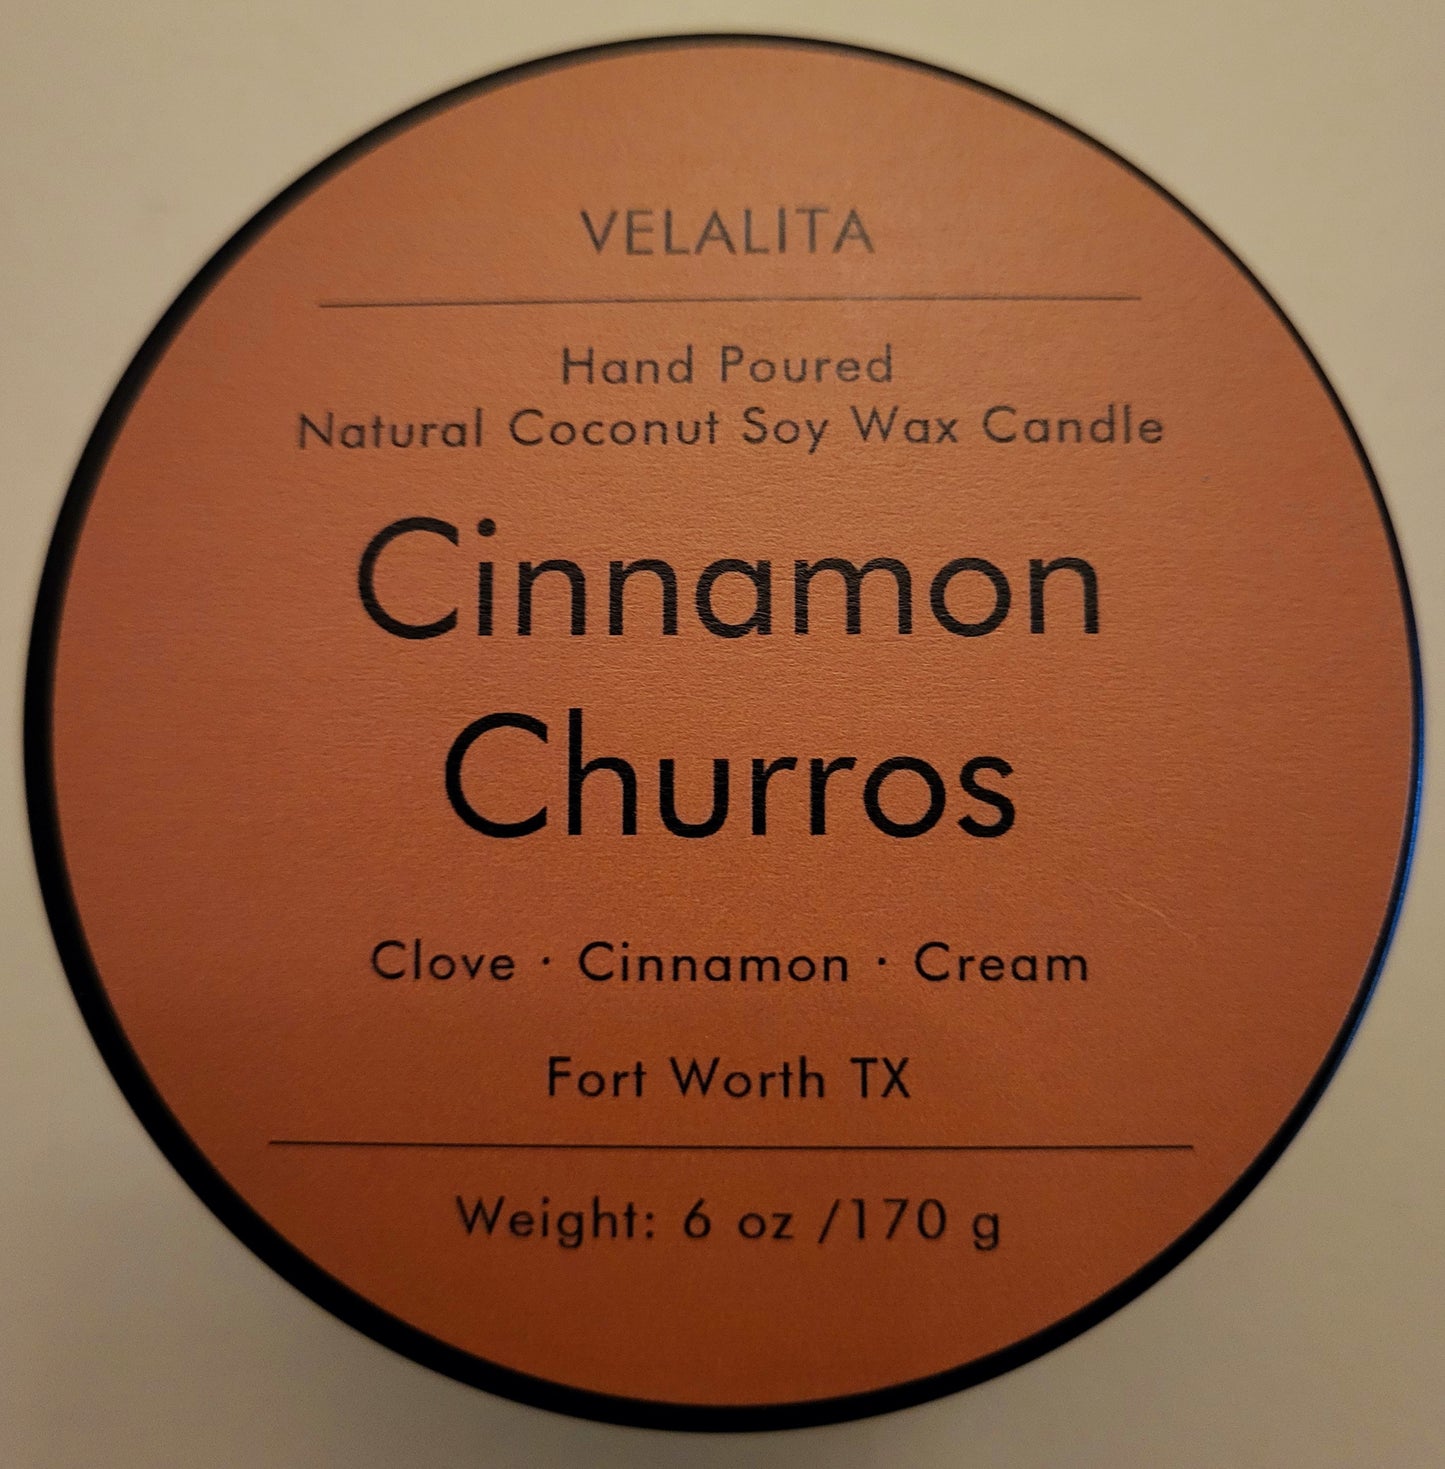 VELALITA
Hand Poured
Natural Coconut Soy Wax Candle
Cinnamon
Churros
Clove · Cinnamon · Cream
Fort Worth TX
Weight: 6 oz /170 g